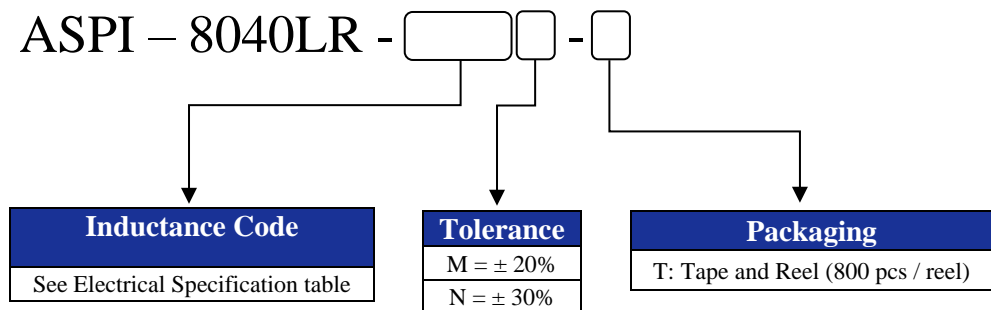 ASPI – 8040LR - -
Inductance Code
See Electrical Specification table
Tolerance
M = ± 20%
N = ± 30%
Packaging
T: Tape and Reel (800 pcs / reel)